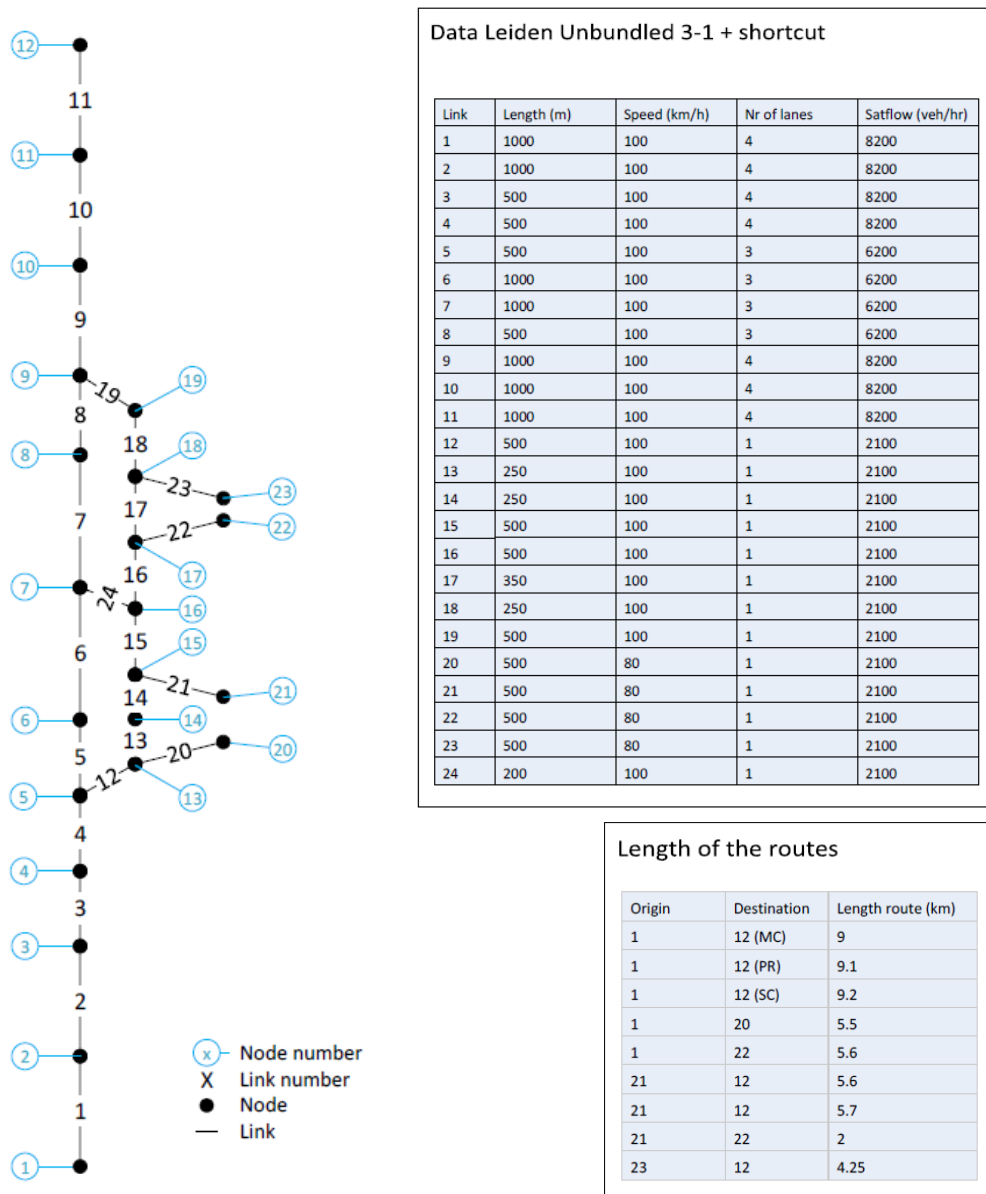 12
11
11
10
10
9
9
19
19
8
18 18
8
23 23
17
7 22 22
16 17
7
24
16
15 15
6
21 21
14
6 14
13
20 20
5
12
5 13
4
4
3
3
2
2
1
1
x Node number
X Link number
Node
Link
Data Leiden Unbundled 3-1 + shortcut
Link Length (m) Speed (km/h) Nr of lanes Satflow (veh/hr)
1 1000 100 4 8200
2 1000 100 4 8200
3 500 100 4 8200
4 500 100 4 8200
5 500 100 3 6200
6 1000 100 3 6200
7 1000 100 3 6200
8 500 100 3 6200
9 1000 100 4 8200
10 1000 100 4 8200
11 1000 100 4 8200
12 500 100 1 2100
13 250 100 1 2100
14 250 100 1 2100
15 500 100 1 2100
16 500 100 1 2100
17 350 100 1 2100
18 250 100 1 2100
19 500 100 1 2100
20 500 80 1 2100
21 500 80 1 2100
22 500 80 1 2100
23 500 80 1 2100
24 200 100 1 2100
Length of the routes
Origin Destination Length route (km)
1 12 (MC) 9
1 12 (PR) 9.1
1 12 (SC) 9.2
1 20 5.5
1 22 5.6
21 12 5.6
21 12 5.7
21 22 2
23 12 4.25